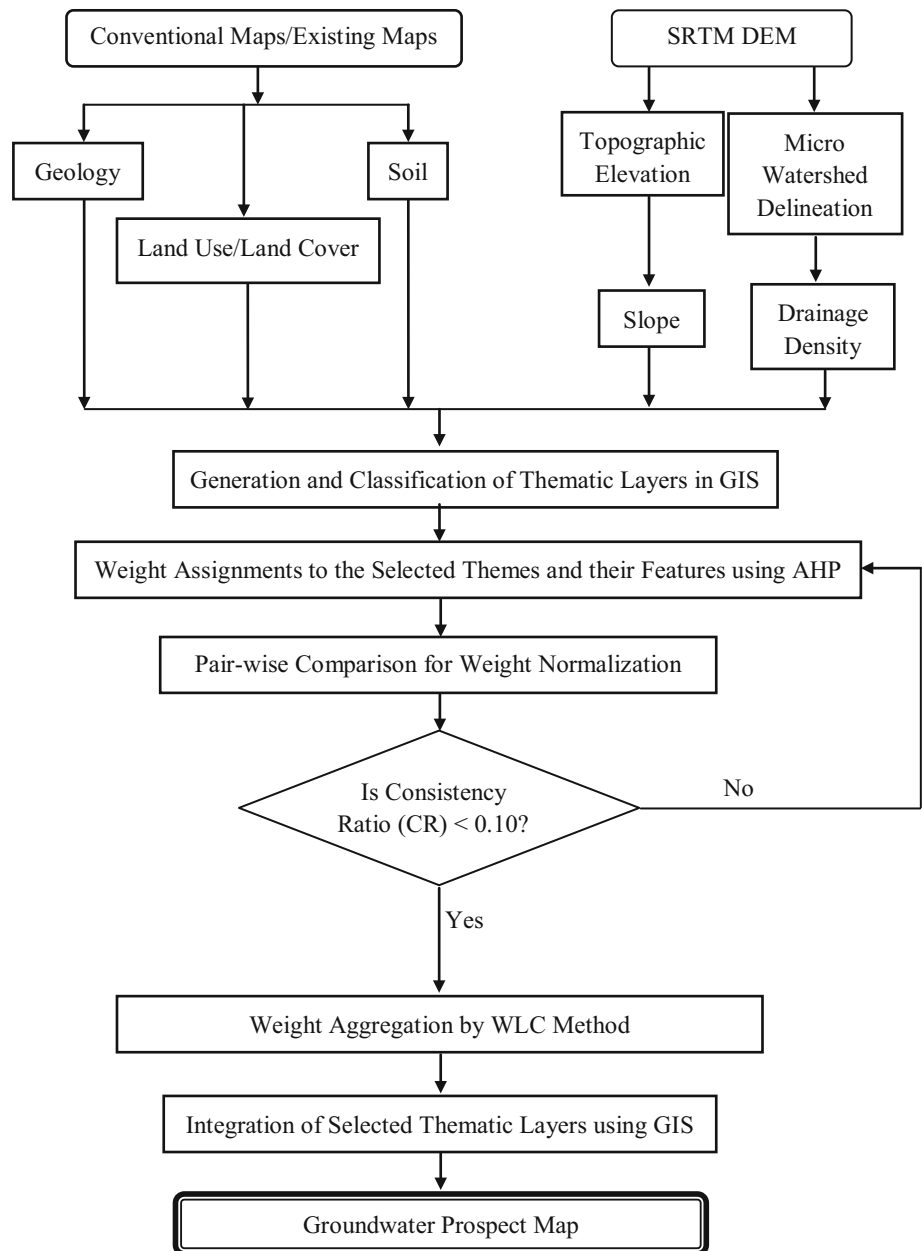 Conventional Maps/Existing Maps
SRTM DEM
Geology
Soil
Land Use/Land Cover
Topographic
Elevation
Micro
Watershed
Delineation
Slope
Drainage
Density
Generation and Classification of Thematic Layers in GIS
Weight Assignments to the Selected Themes and their Features using AHP
Pair-wise Comparison for Weight Normalization
Is Consistency
Ratio (CR) < 0.10?
No
Yes
Weight Aggregation by WLC Method
Integration of Selected Thematic Layers using GIS
Groundwater Prospect Map